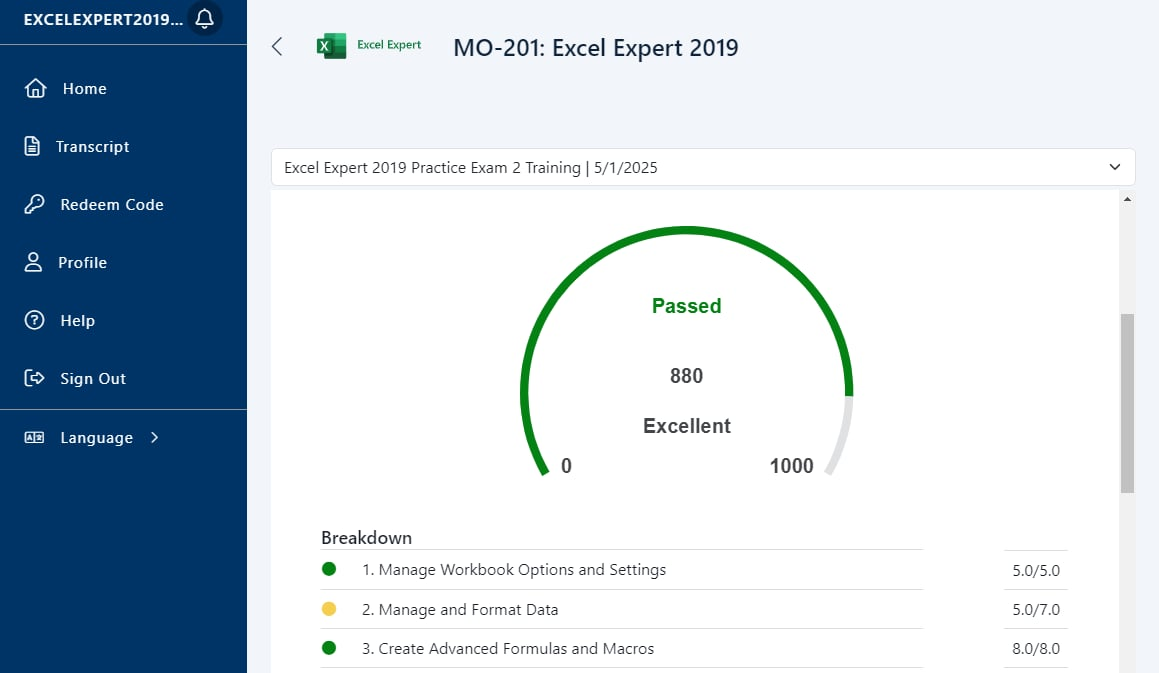 EXCELEXPERT2019...
Home
Transcript
Redeem Code
Profile
Help
Sign Out
Language
Excel Expert
MO-201: Excel Expert 2019
Excel Expert 2019 Practice Exam 2 Training | 5/1/2025
Passed
880
Excellent
0 1000
Breakdown
1. Manage Workbook Options and Settings 5.0/5.0
2. Manage and Format Data 5.0/7.0
3. Create Advanced Formulas and Macros 8.0/8.0